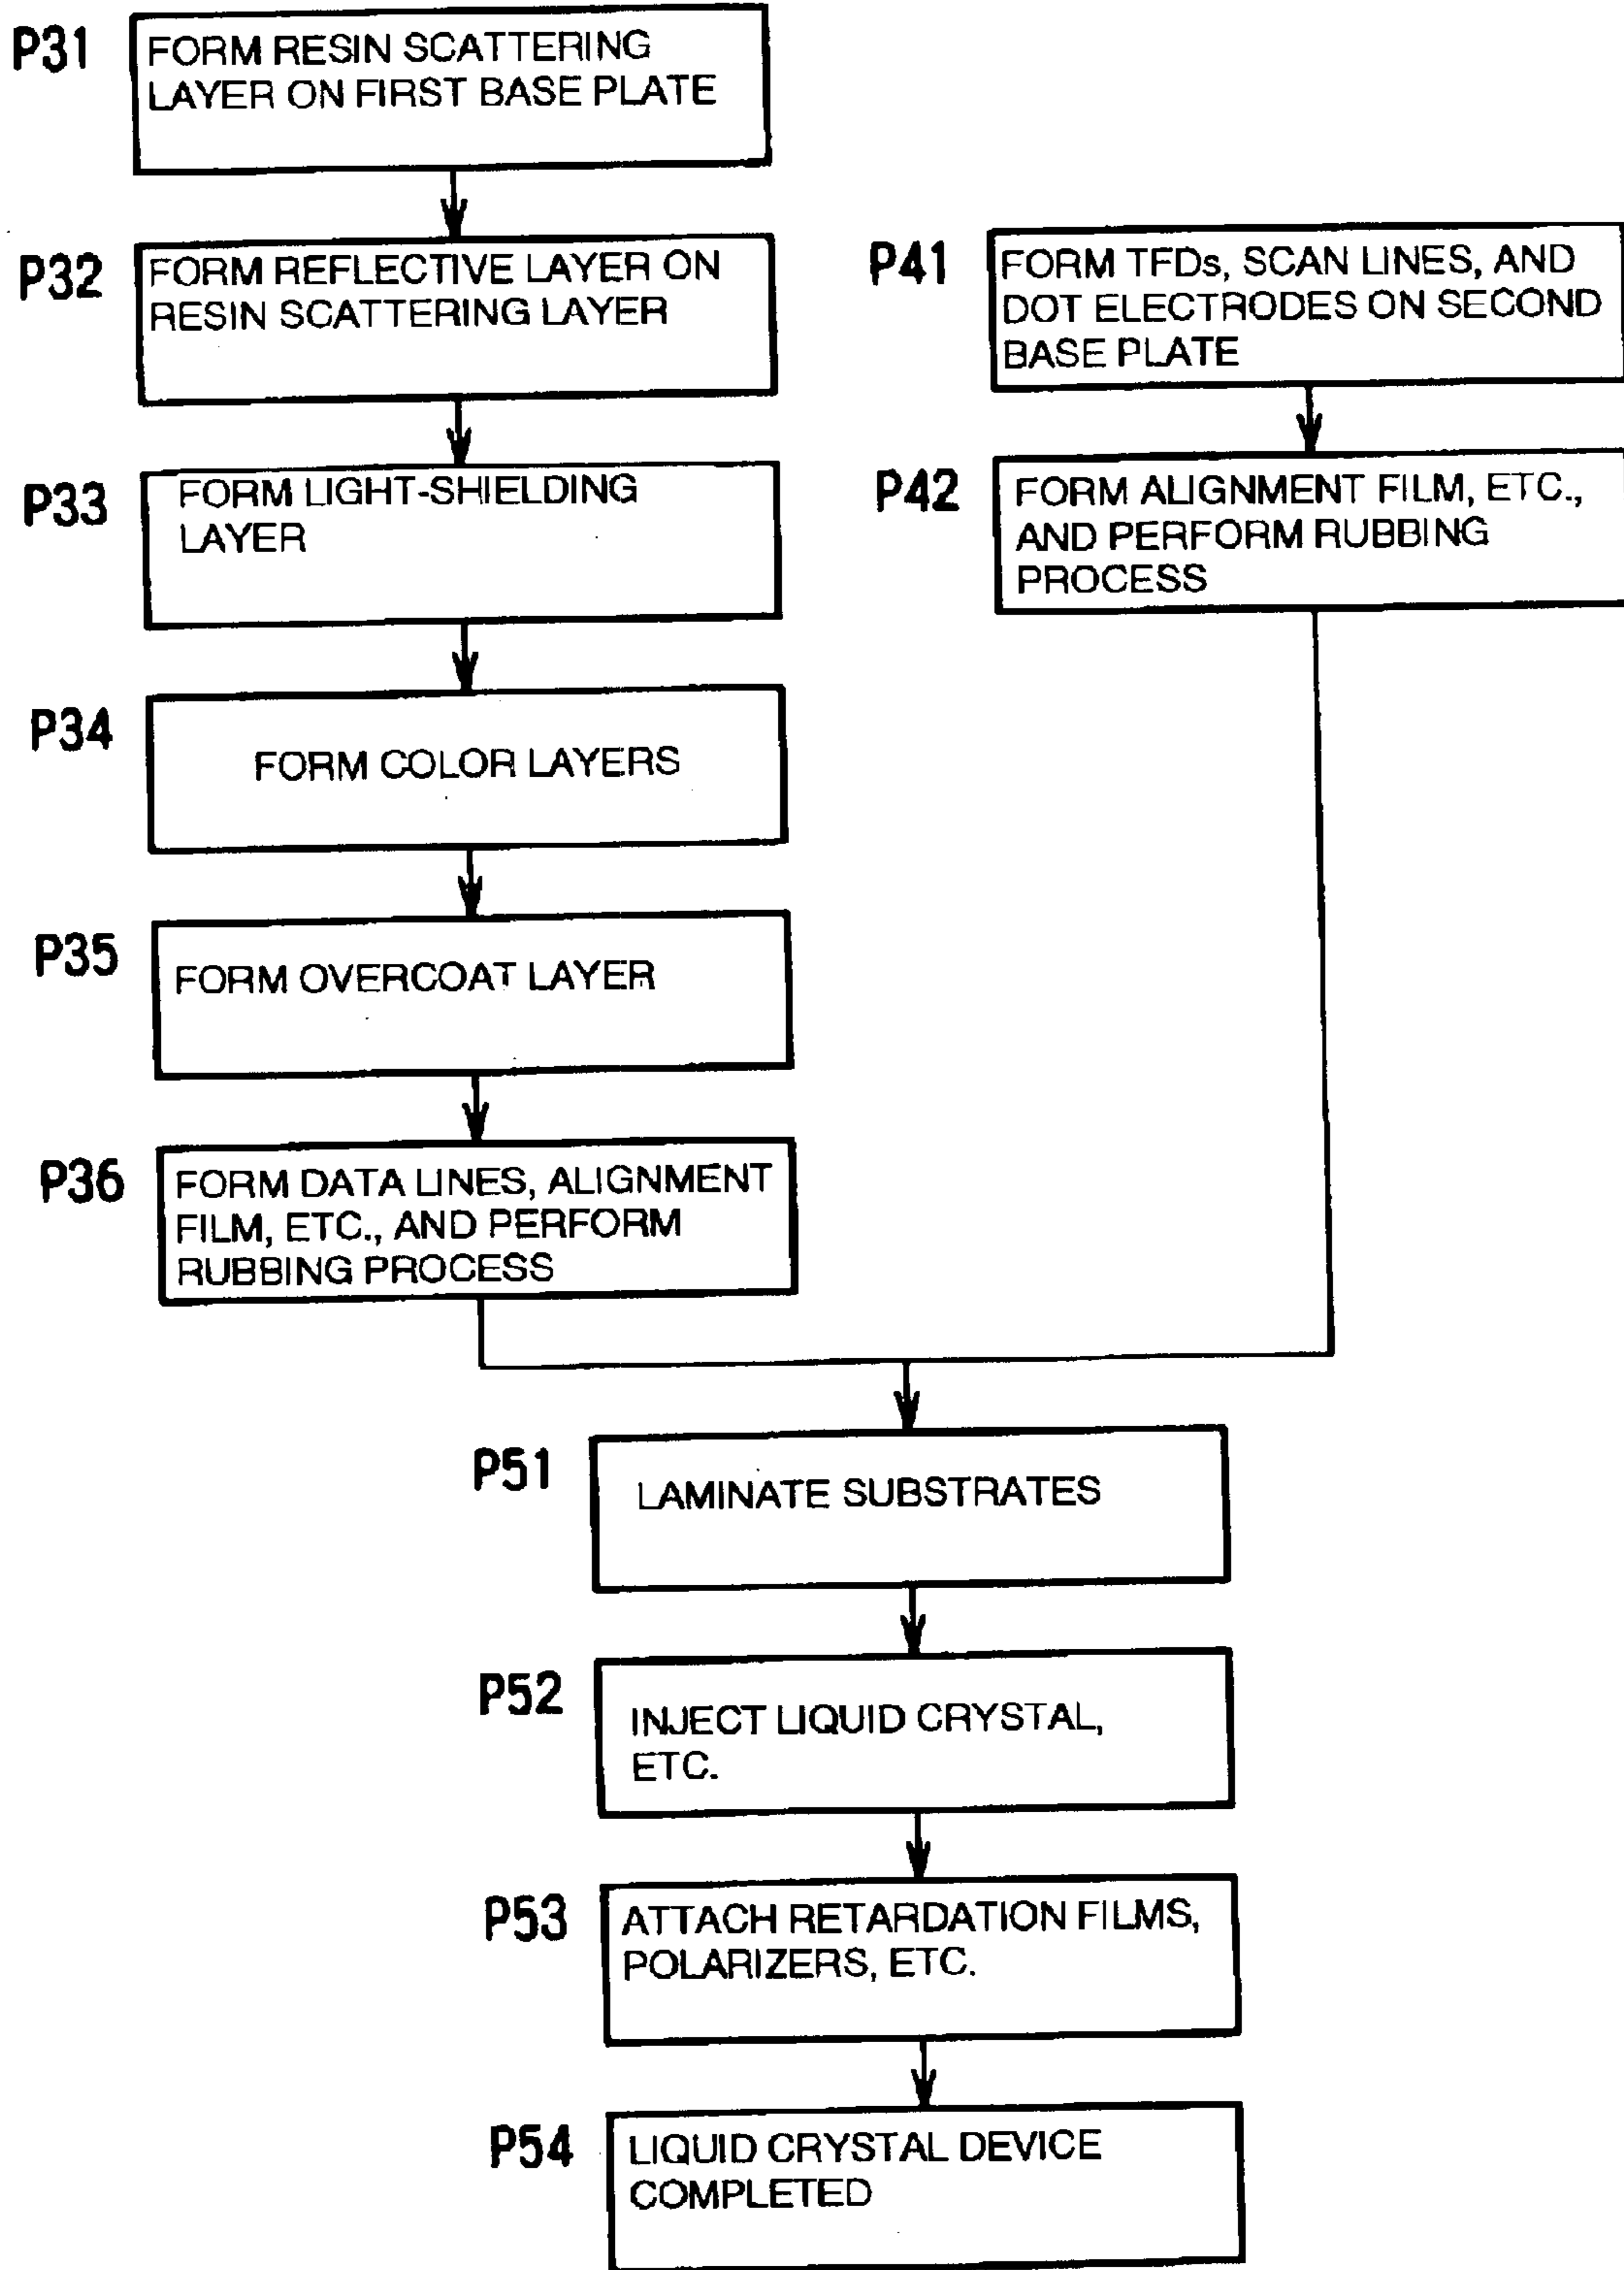 P31
FORM RESIN SCATTERING
LAYER ON FIRST BASE PLATE
P32
FORM REFLECTIVE LAYER ON
RESIN SCATTERING LAYER
P33
FORM LIGHT-SHIELDING
LAYER
P34
FORM COLOR LAYERS
P35
FORM OVERCOAT LAYER
P36
FORM DATA LINES, ALIGNMENT
FILM, ETC., AND PERFORM
RUBBING PROCESS
P41
FORM TFDs, SCAN LINES, AND
DOT ELECTRODES ON SECOND
BASE PLATE
P42
FORM ALIGNMENT FILM, ETC.,
AND PERFORM RUBBING
PROCESS
P51
LAMINATE SUBSTRATES
P52
INJECT LIQUID CRYSTAL,
ETC.
P53
ATTACH RETARDATION FILMS,
POLARIZERS, ETC.
P54
LIQUID CRYSTAL DEVICE
COMPLETED